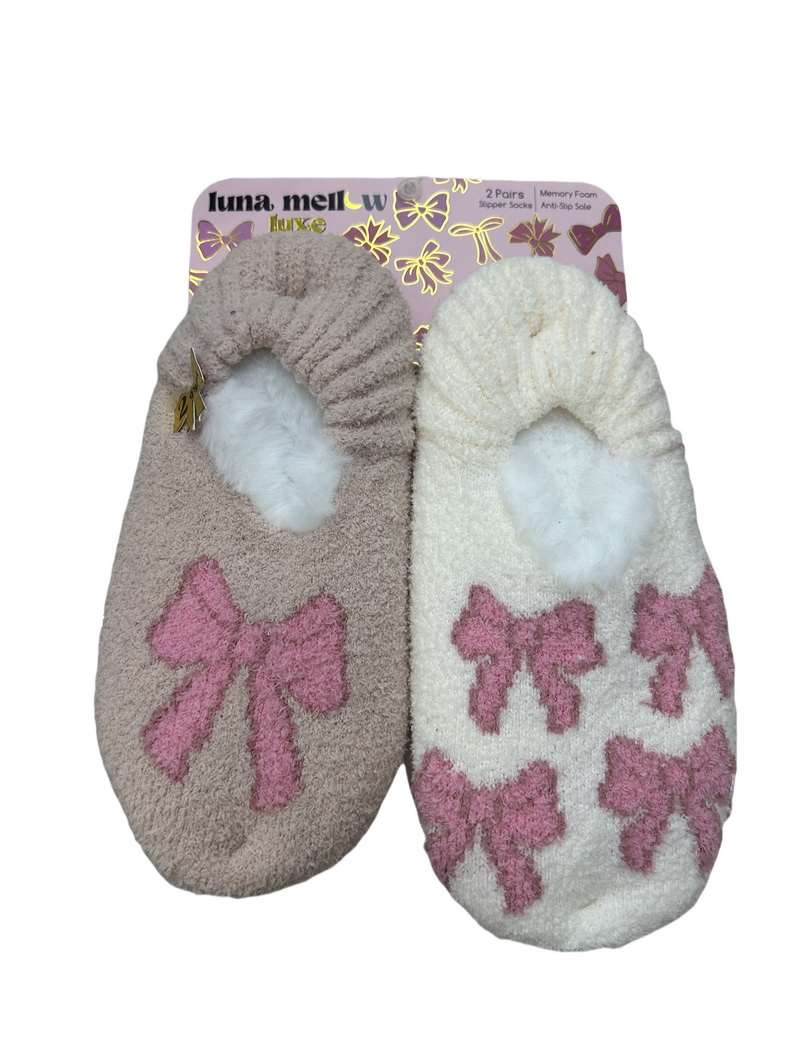 luna mellow
luxe
2 Pairs
Slipper Socks
Memory Foam
Anti-Slip Sole